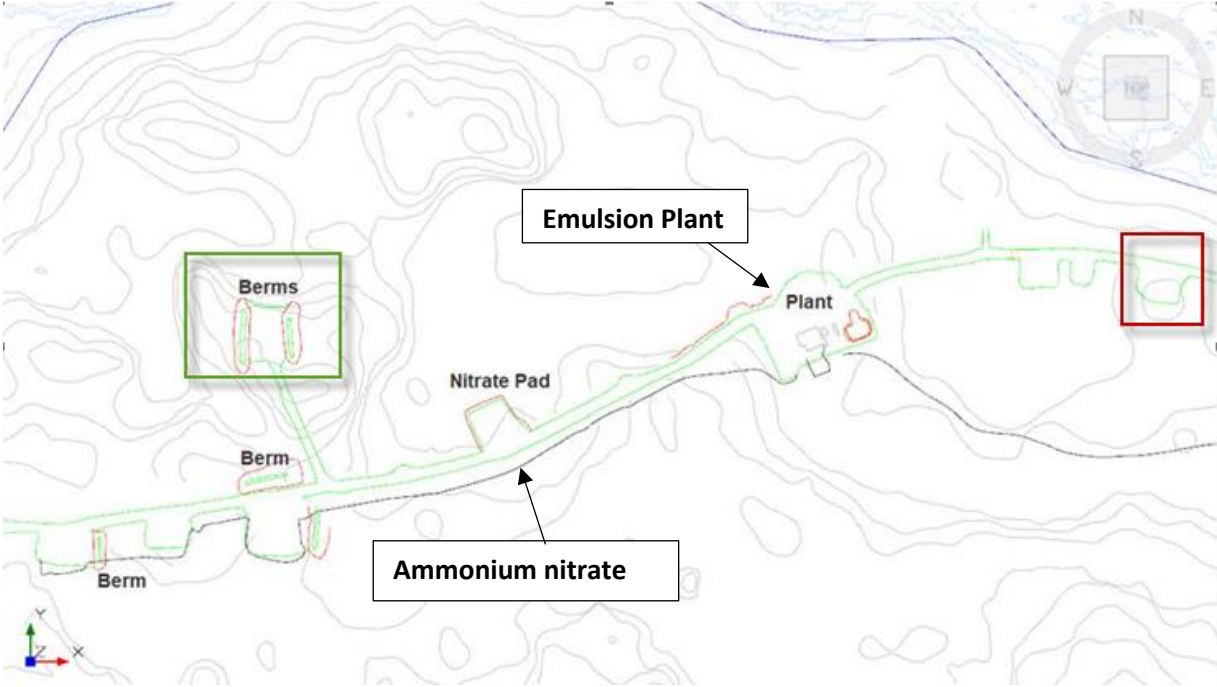 N
W
TOP
E
S
Emulsion Plant
Berms
Plant
Nitrate Pad
Berm
Ammonium nitrate
Berm
Y
Z
X